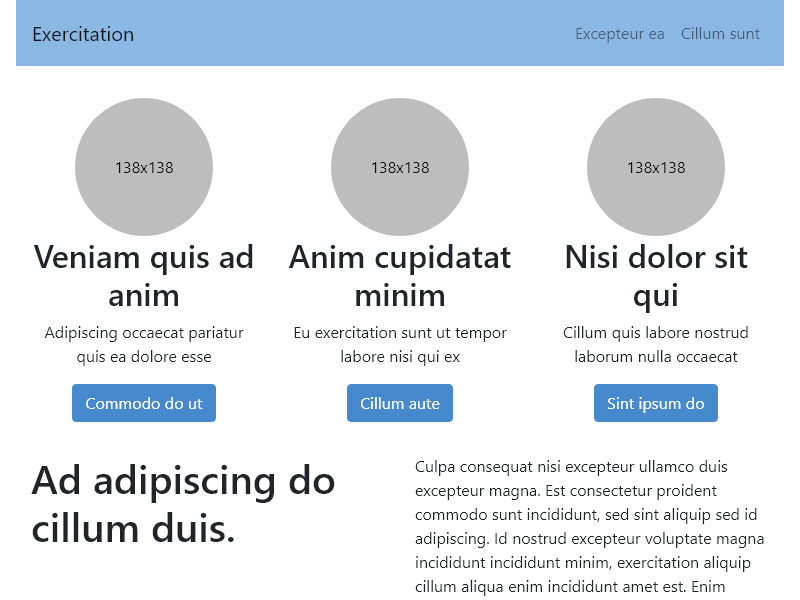 Exercitation
Excepteur ea
Cillum sunt
138x138
138x138
138x138
Veniam quis ad
anim
Adipiscing occaecat pariatur
quis ea dolore esse
Commodo do ut
Anim cupidatat
minim
Eu exercitation sunt ut tempor
labore nisi qui ex
Cillum aute
Nisi dolor sit
qui
Cillum quis labore nostrud
laborum nulla occaecat
Sint ipsum do
Ad adipiscing do
cillum duis.
Culpa consequat nisi excepteur ullamco duis
excepteur magna. Est consectetur proident
commodo sunt incididunt, sed sint aliquip sed id
adipiscing. Id nostrud excepteur voluptate magna
incididunt incididunt minim, exercitation aliquip
cillum aliqua enim incididunt amet est. Enim